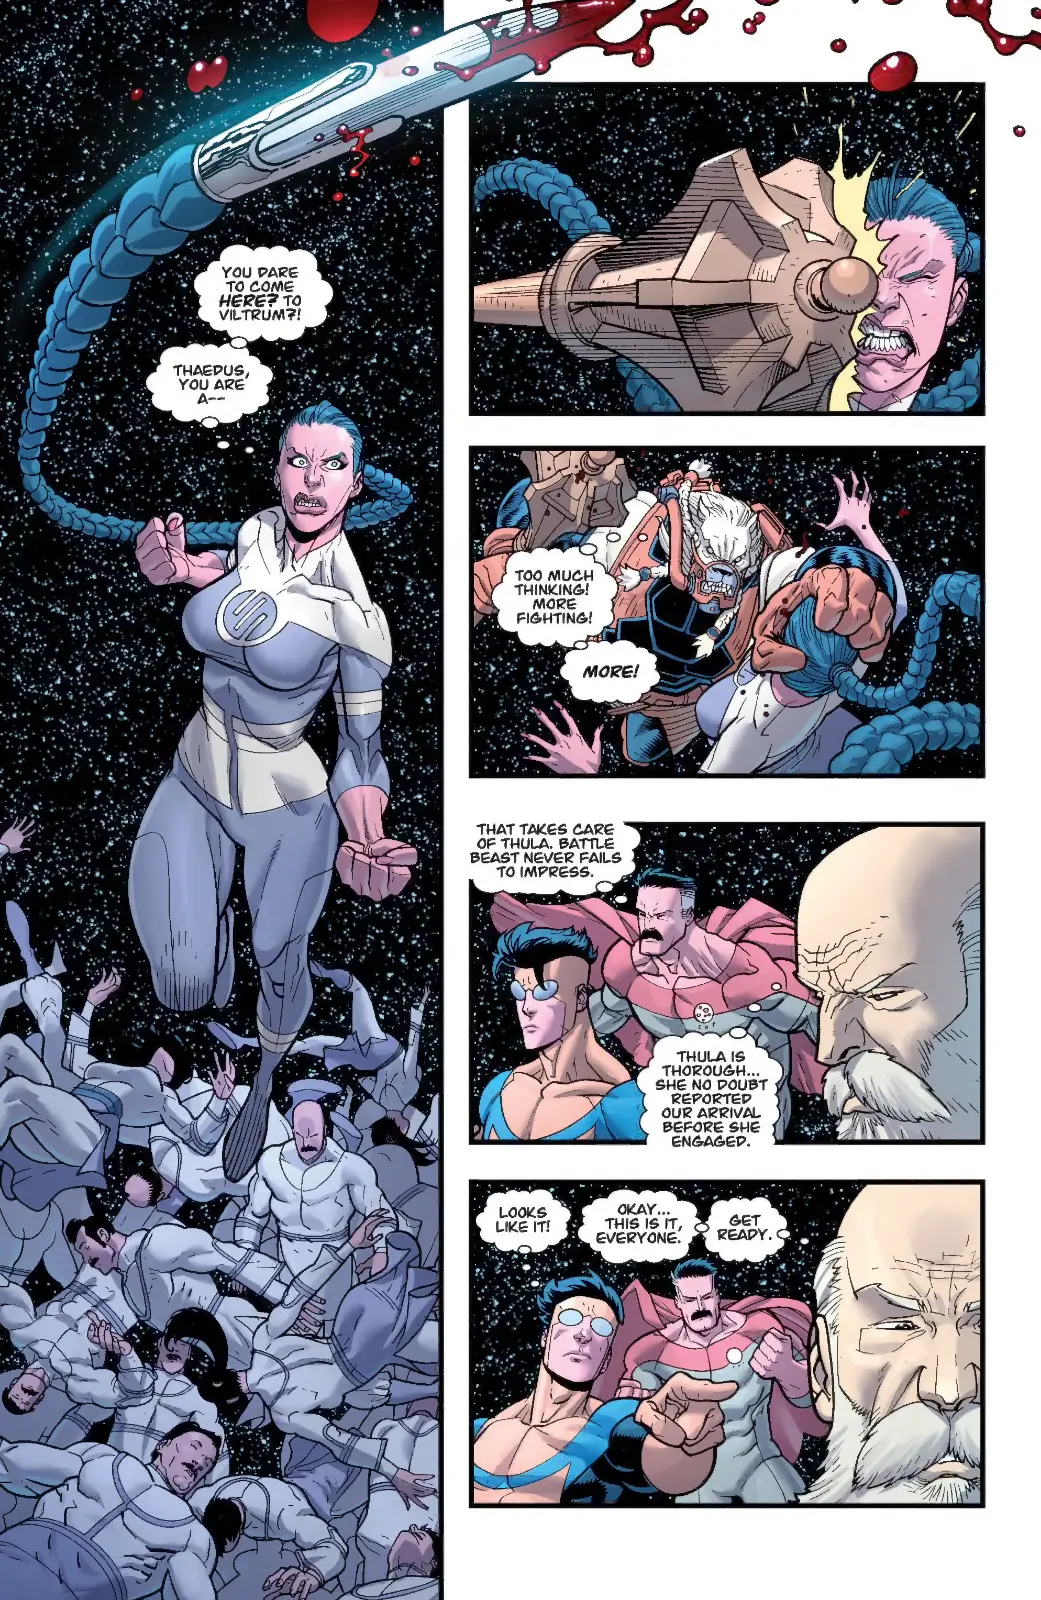 YOU DARE
TO COME
HERE? TO
VILTRUM?!
THAEDUS,
YOU ARE
A--
TOO MUCH
THINKING!
MORE
FIGHTING!
MORE!
THAT TAKES CARE
OF THULA. BATTLE
BEAST NEVER FAILS
TO IMPRESS.
THULA IS
THOROUGH...
SHE NO DOUBT
REPORTED
OUR ARRIVAL
BEFORE SHE
ENGAGED.
LOOKS
LIKE IT!
OKAY...
THIS IS IT,
EVERYONE.
GET
READY.